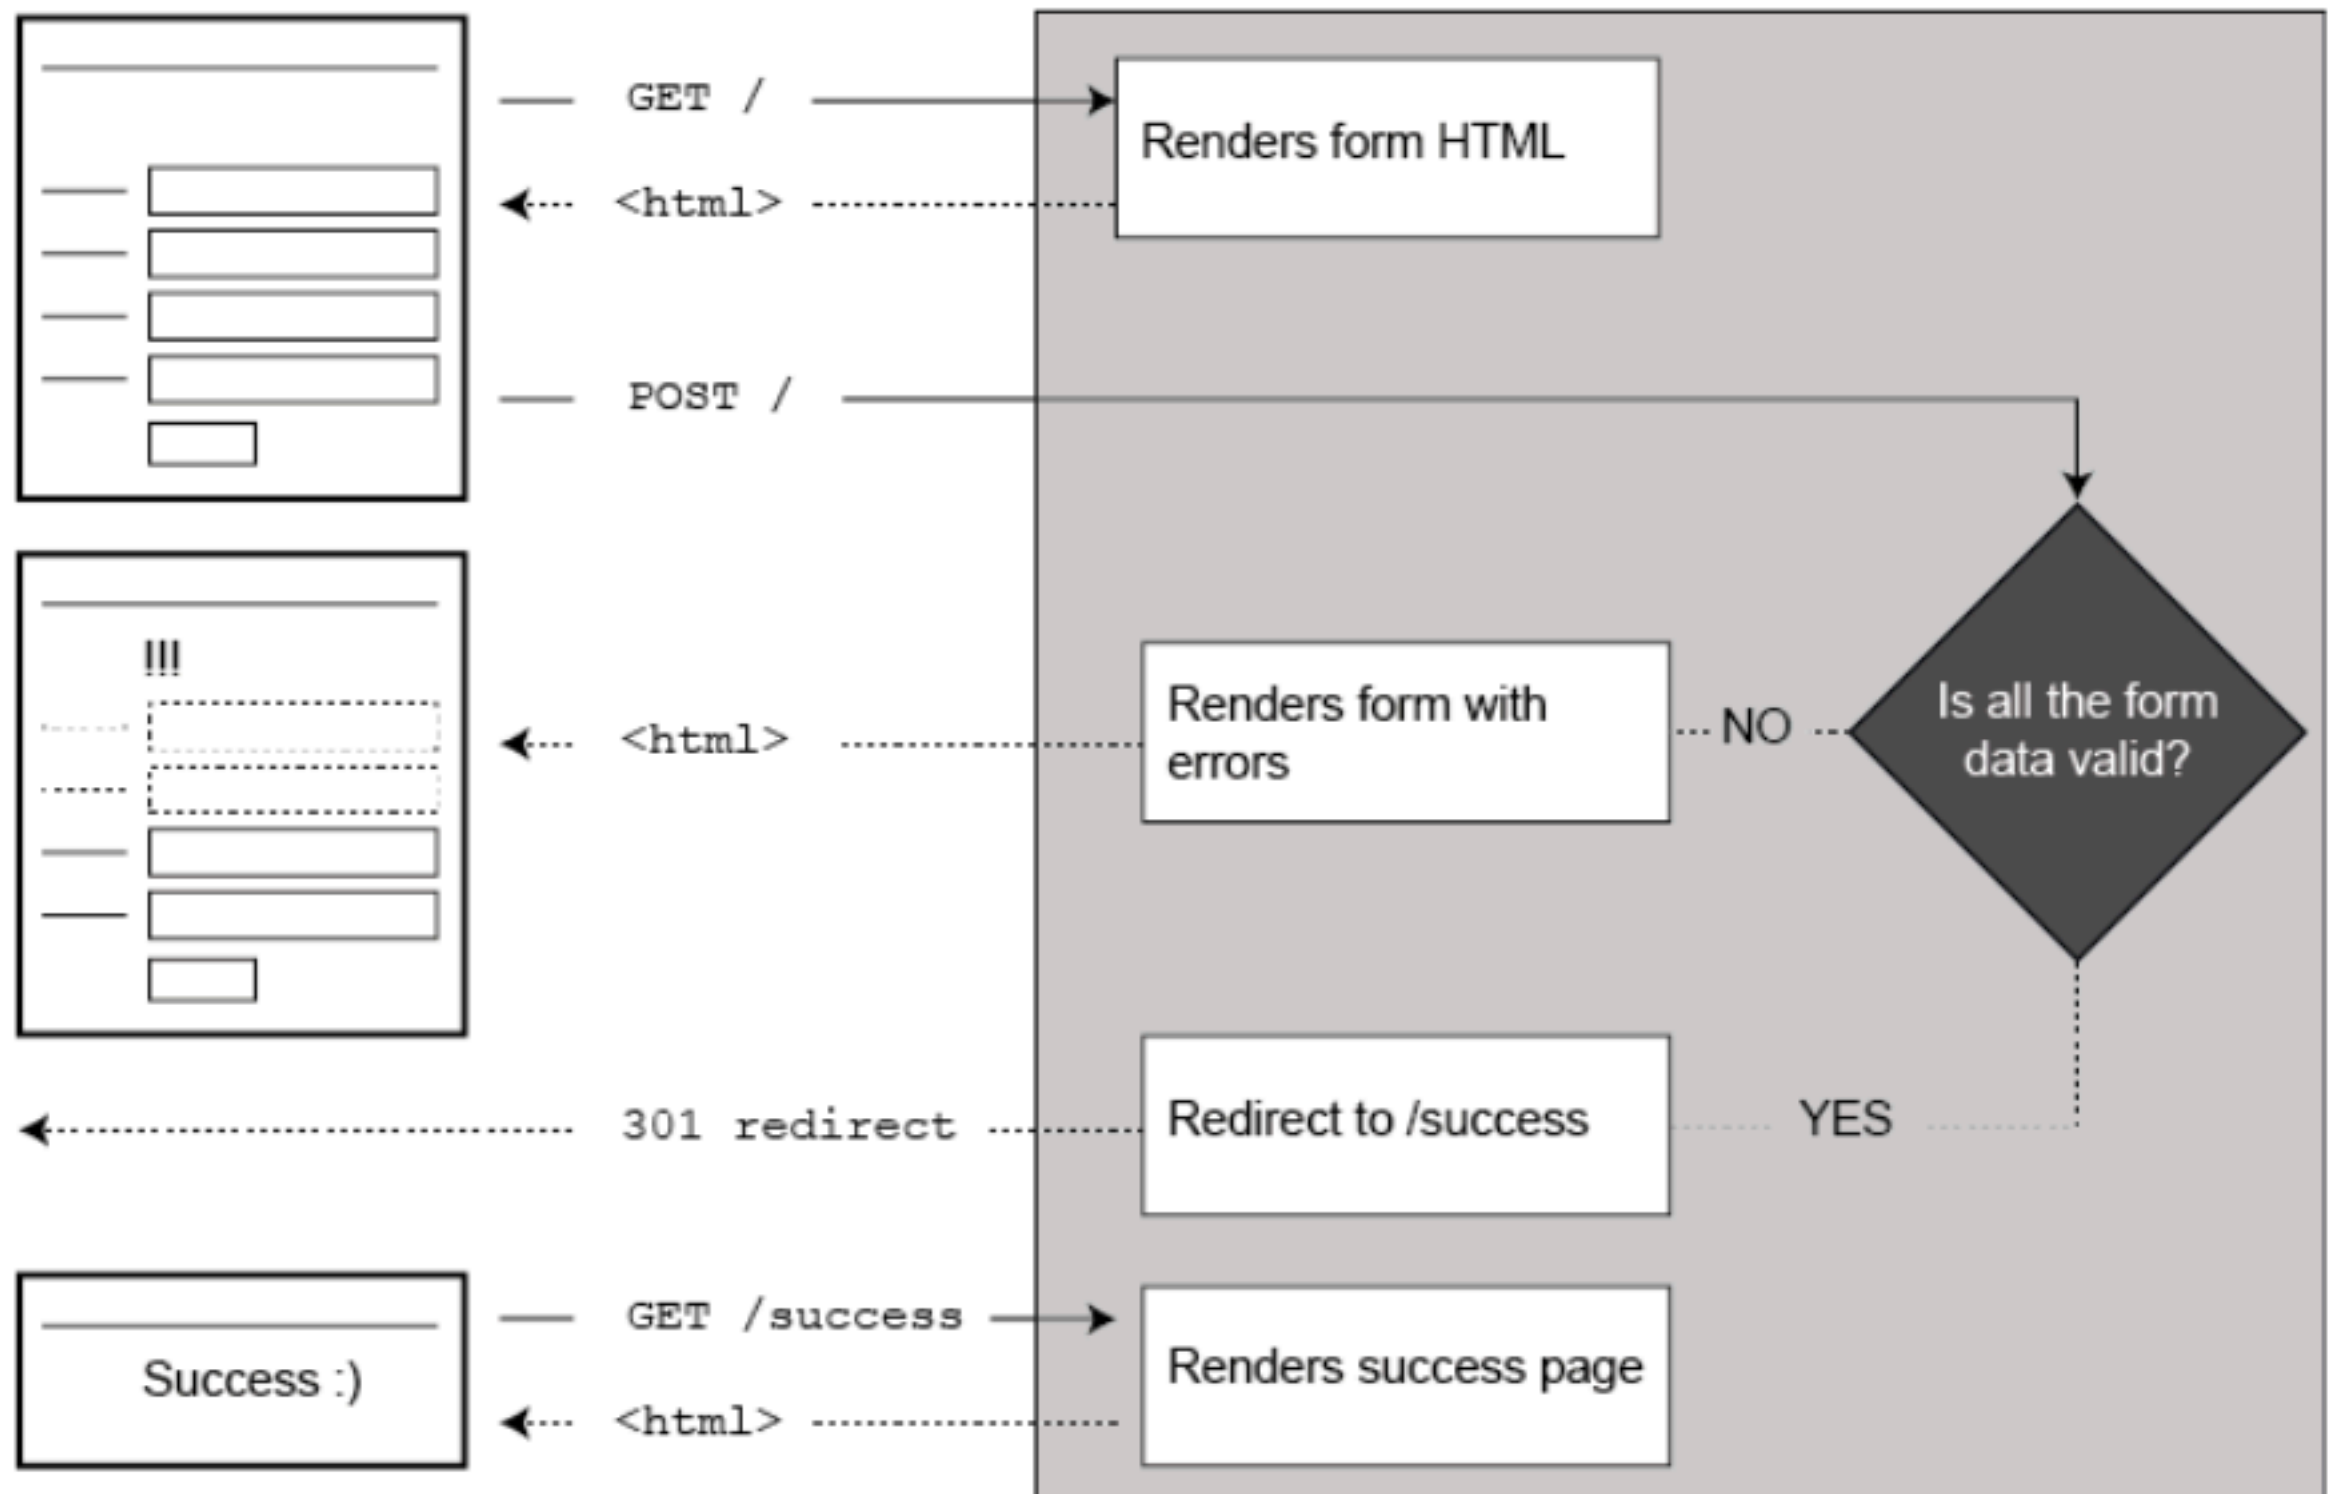 GET /
Renders form HTML
<html>
POST /
!!!
Is all the form
data valid?
NO
Renders form with
errors
<html>
301 redirect
Redirect to /success
YES
GET /success
Renders success page
Success :)
<html>